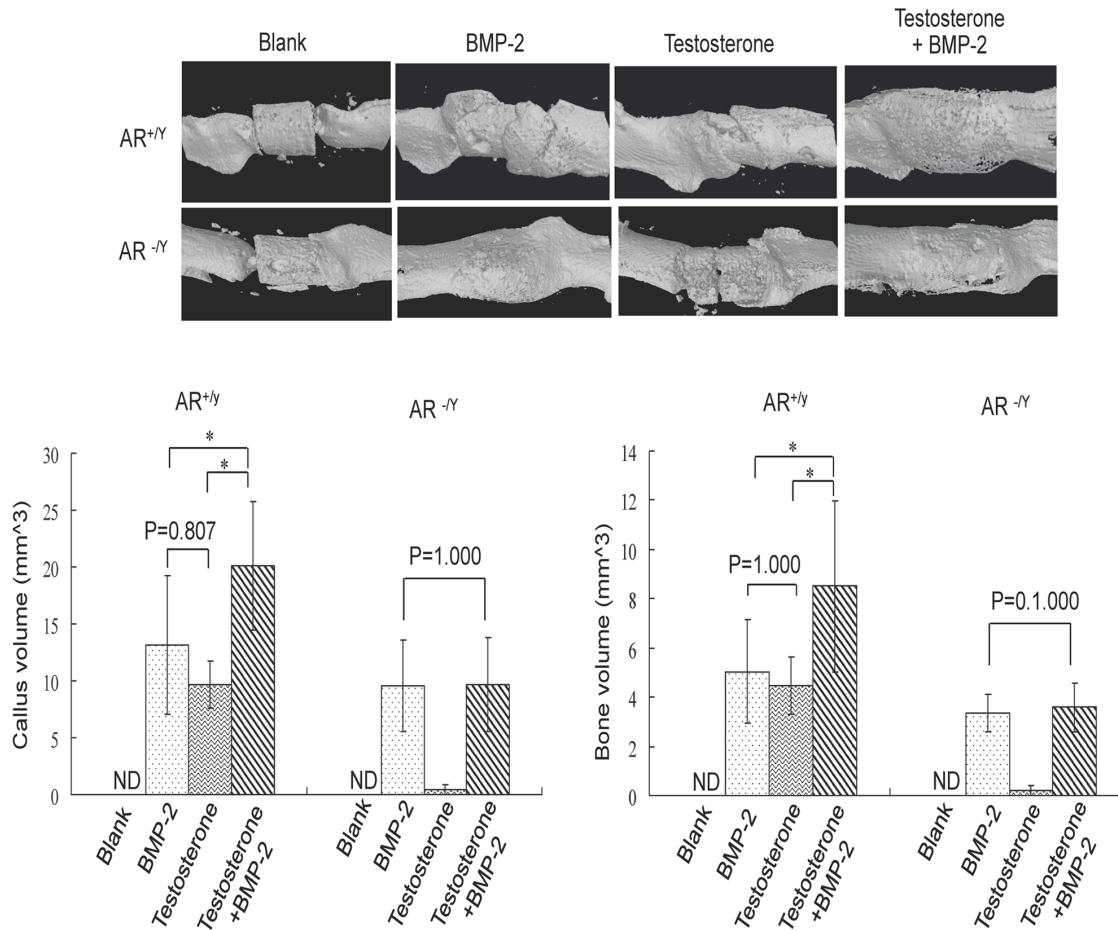 Blank
BMP-2
Testosterone
Testosterone
+ BMP-2
AR+/Y
AR -/Y
AR+/y
AR -/Y
Callus volume (mm^3)
30
25
20
15
10
5
0
*
*
P=0.807
P=1.000
ND
ND
Blank
BMP-2
Testosterone
Testosterone
+BMP-2
Blank
BMP-2
Testosterone
Testosterone
+BMP-2
AR+/y
AR -/Y
Bone volume (mm^3)
14
12
10
8
6
4
2
0
*
*
P=1.000
P=0.1.000
ND
ND
Blank
BMP-2
Testosterone
Testosterone
+BMP-2
Blank
BMP-2
Testosterone
Testosterone
+BMP-2